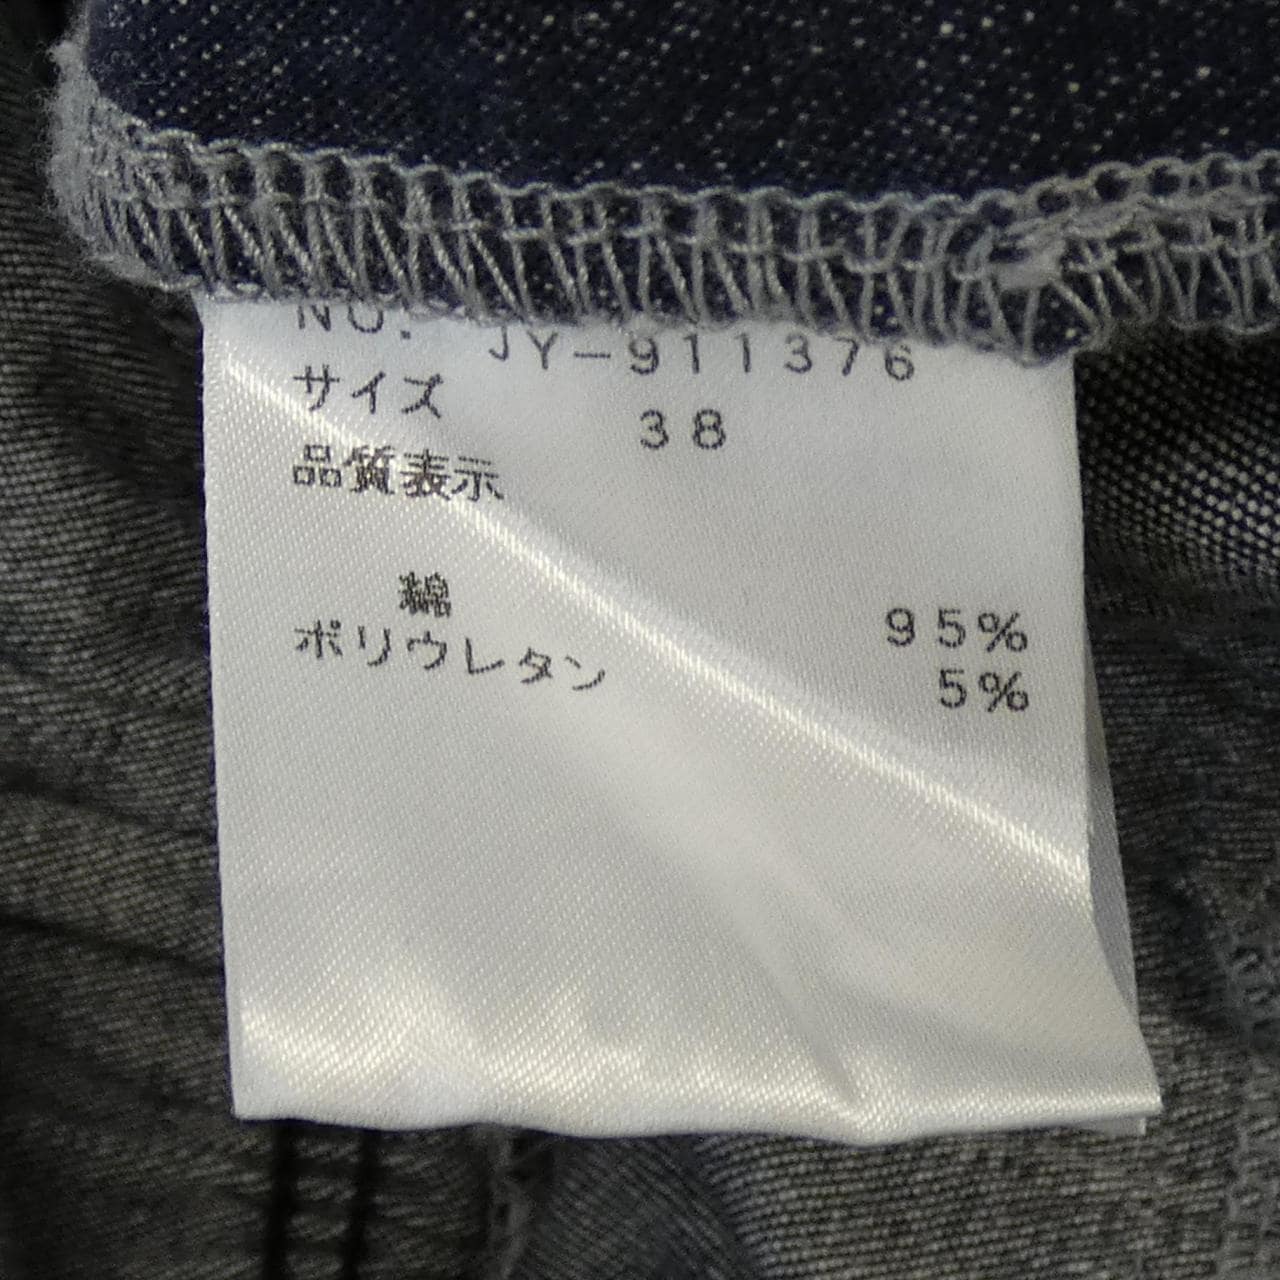 NO. JY-911376
サイズ 38
品質表示
綿 95%
ポリウレタン 5%